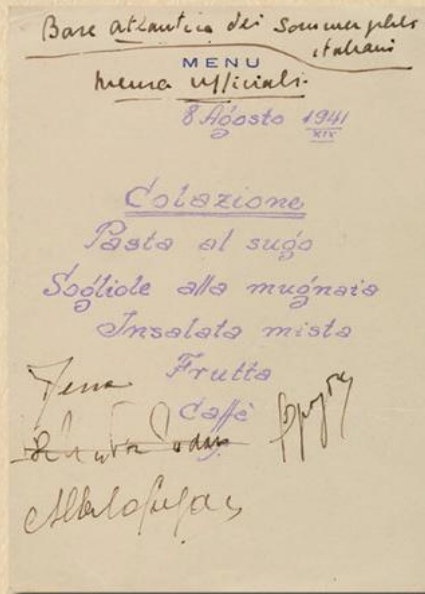 Base atlantica dei Sommergibili
italiani
MENU
Mensa ufficiali.
8 Agosto 1941
XIX
Colazione
Pasta al sugo
Sogliole alla mugnaia
Insalata mista
Frutta
Caffè